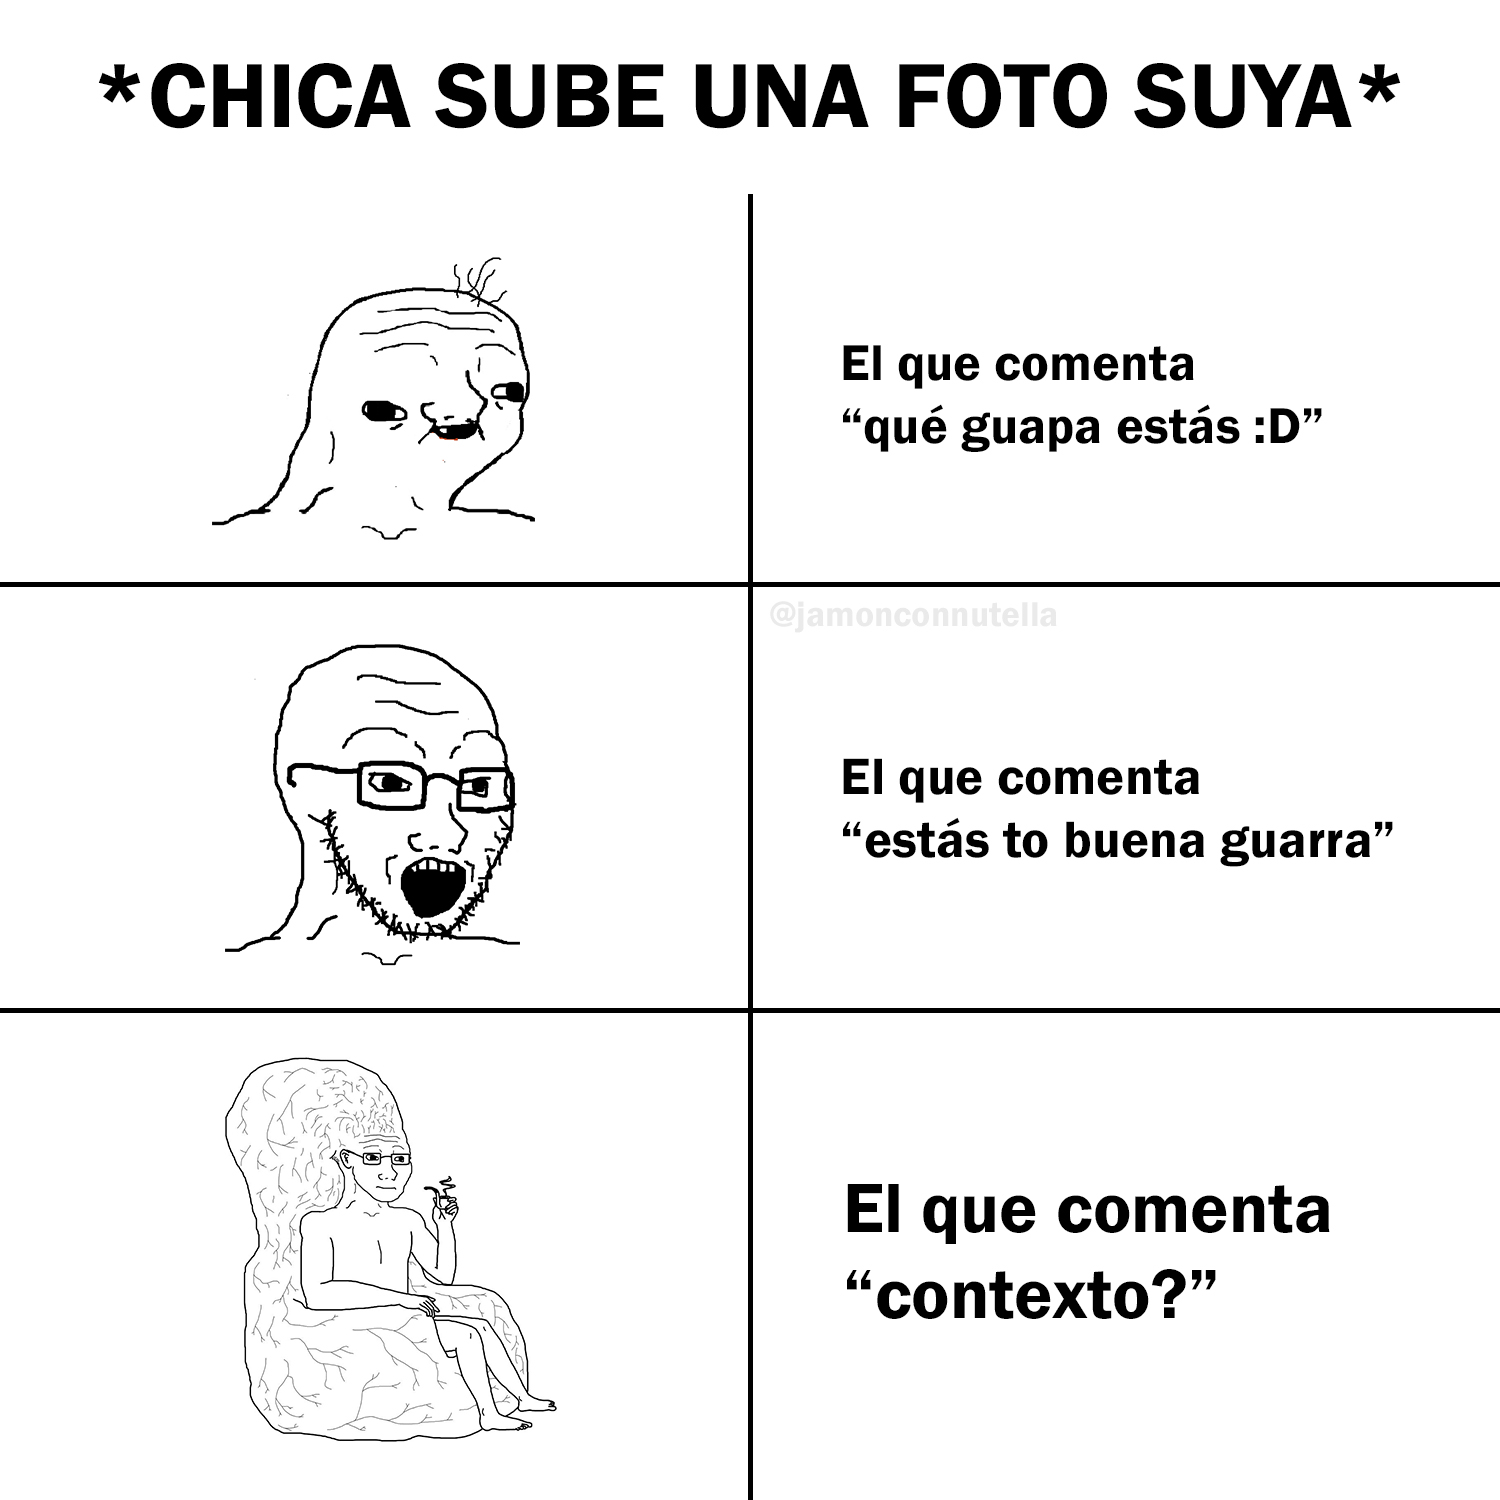 *CHICA SUBE UNA FOTO SUYA*
El que comenta
“qué guapa estás :D”
@jamonconnutella
El que comenta
“estás to buena guarra”
El que comenta
“contexto?”